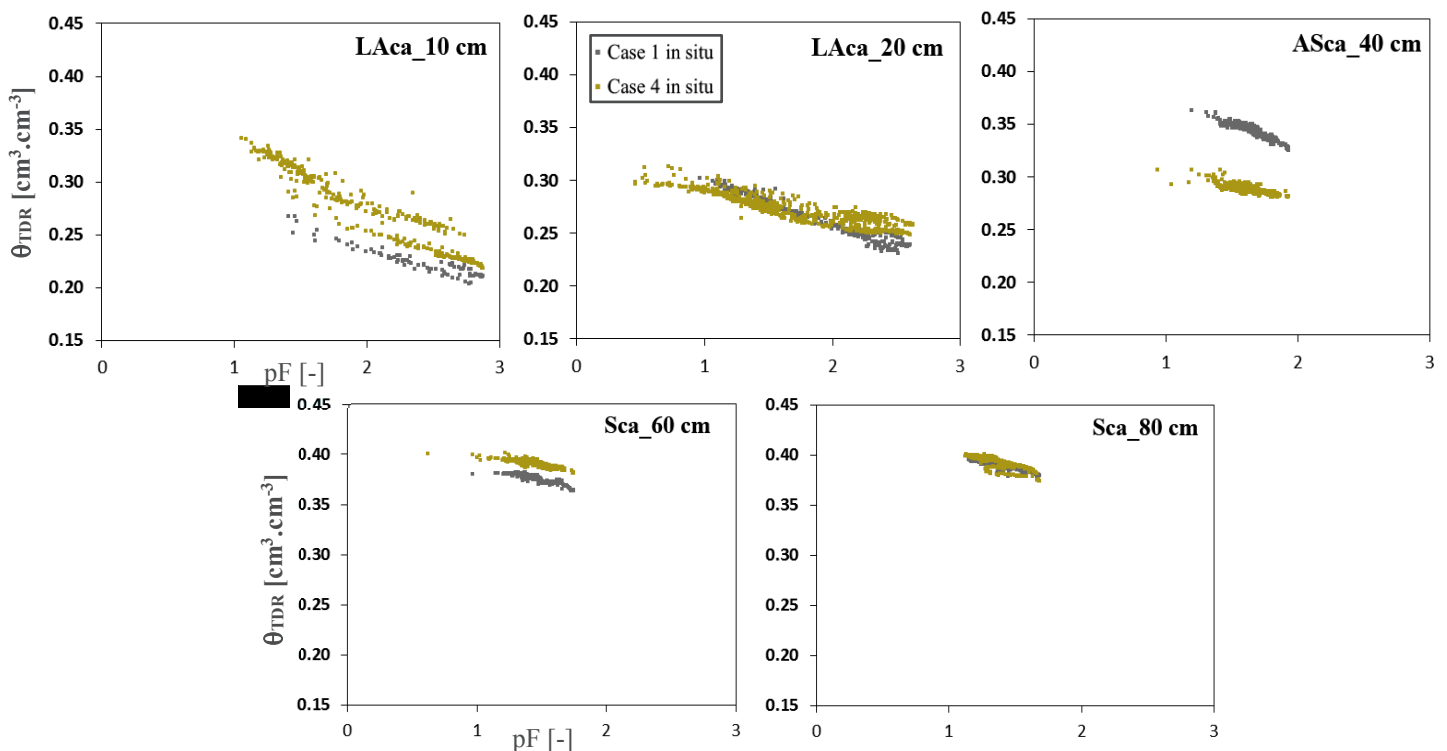 LAca_10 cm
0.45
0.40
0.35
0.30
0.25
0.20
0.15
0 1 2 3
θTDR [cm³.cm⁻³]
pF [-]
LAca_20 cm
Case 1 in situ
Case 4 in situ
0.45
0.40
0.35
0.30
0.25
0.20
0.15
0 1 2 3
ASca_40 cm
0.45
0.40
0.35
0.30
0.25
0.20
0.15
0 1 2 3
Sca_60 cm
0.45
0.40
0.35
0.30
0.25
0.20
0.15
0 1 2 3
θTDR [cm³.cm⁻³]
pF [-]
Sca_80 cm
0.45
0.40
0.35
0.30
0.25
0.20
0.15
0 1 2 3